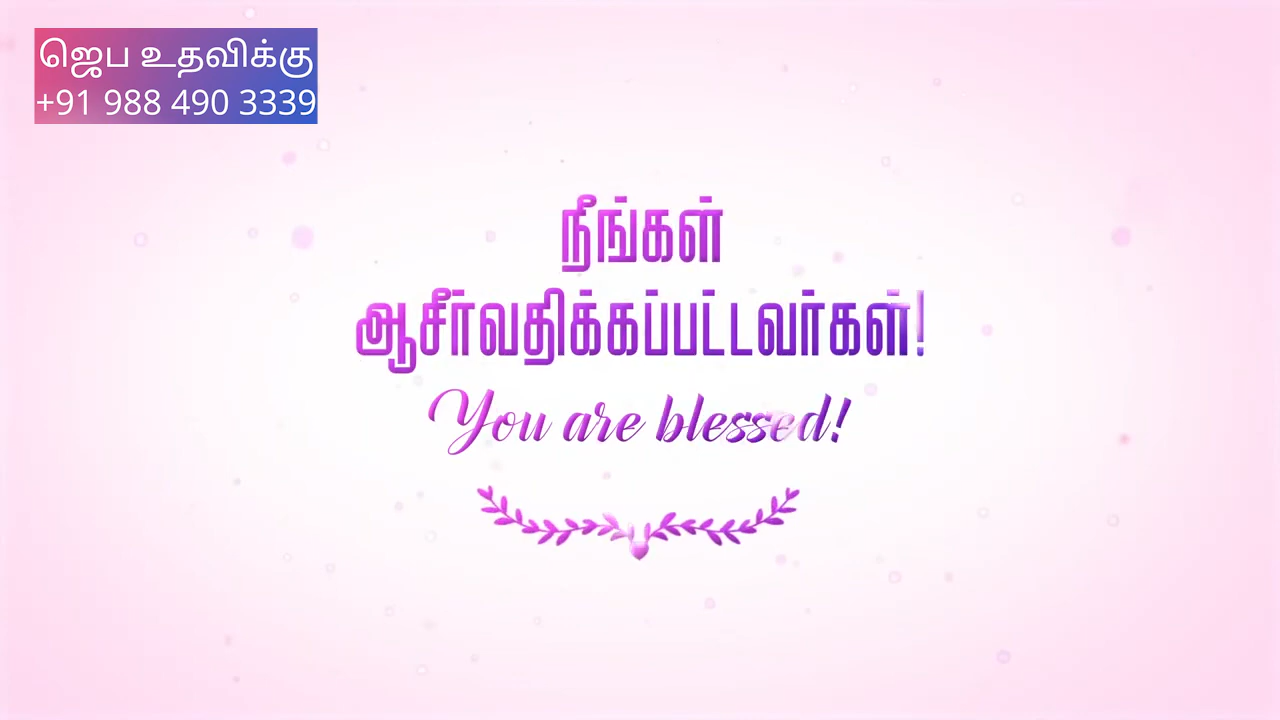 ஜெப உதவிக்கு
+91 988 490 3339
நீங்கள்
ஆசீர்வதிக்கப்பட்டவர்கள்!
You are blessed!